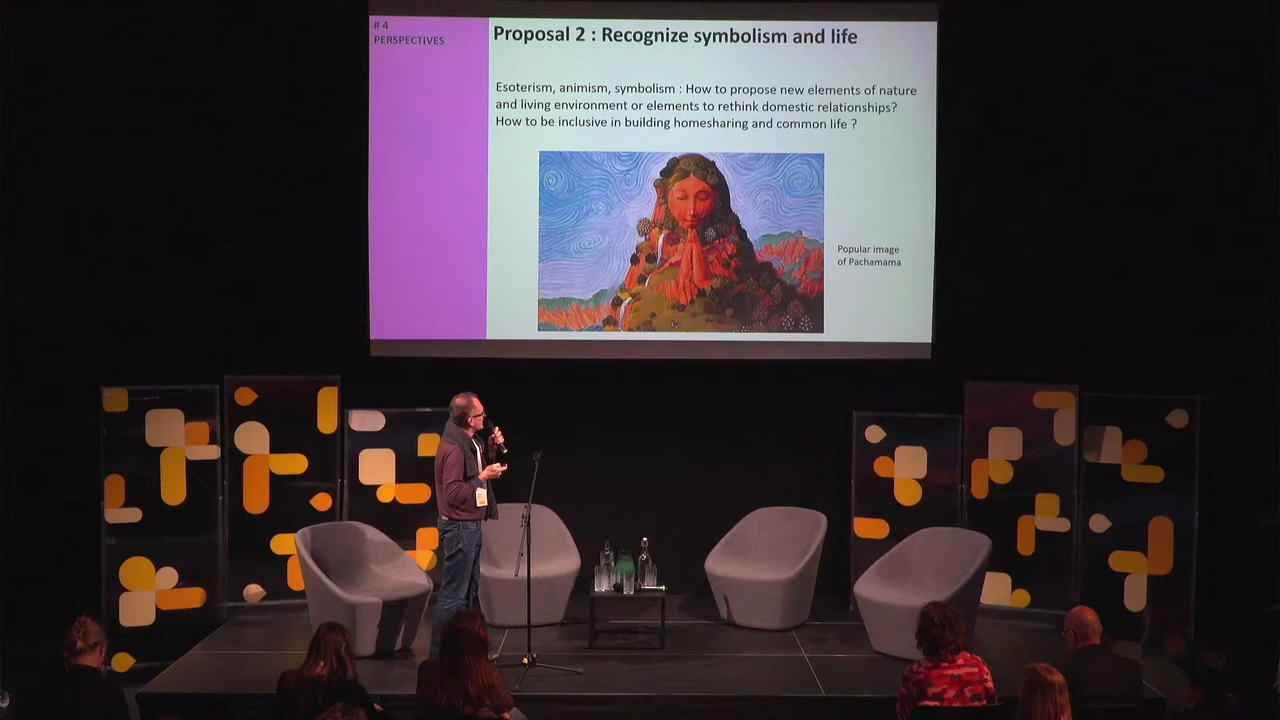 # 4
PERSPECTIVES
Proposal 2 : Recognize symbolism and life
Esoterism, animism, symbolism : How to propose new elements of nature
and living environment or elements to rethink domestic relationships?
How to be inclusive in building homesharing and common life ?
Popular image
of Pachamama